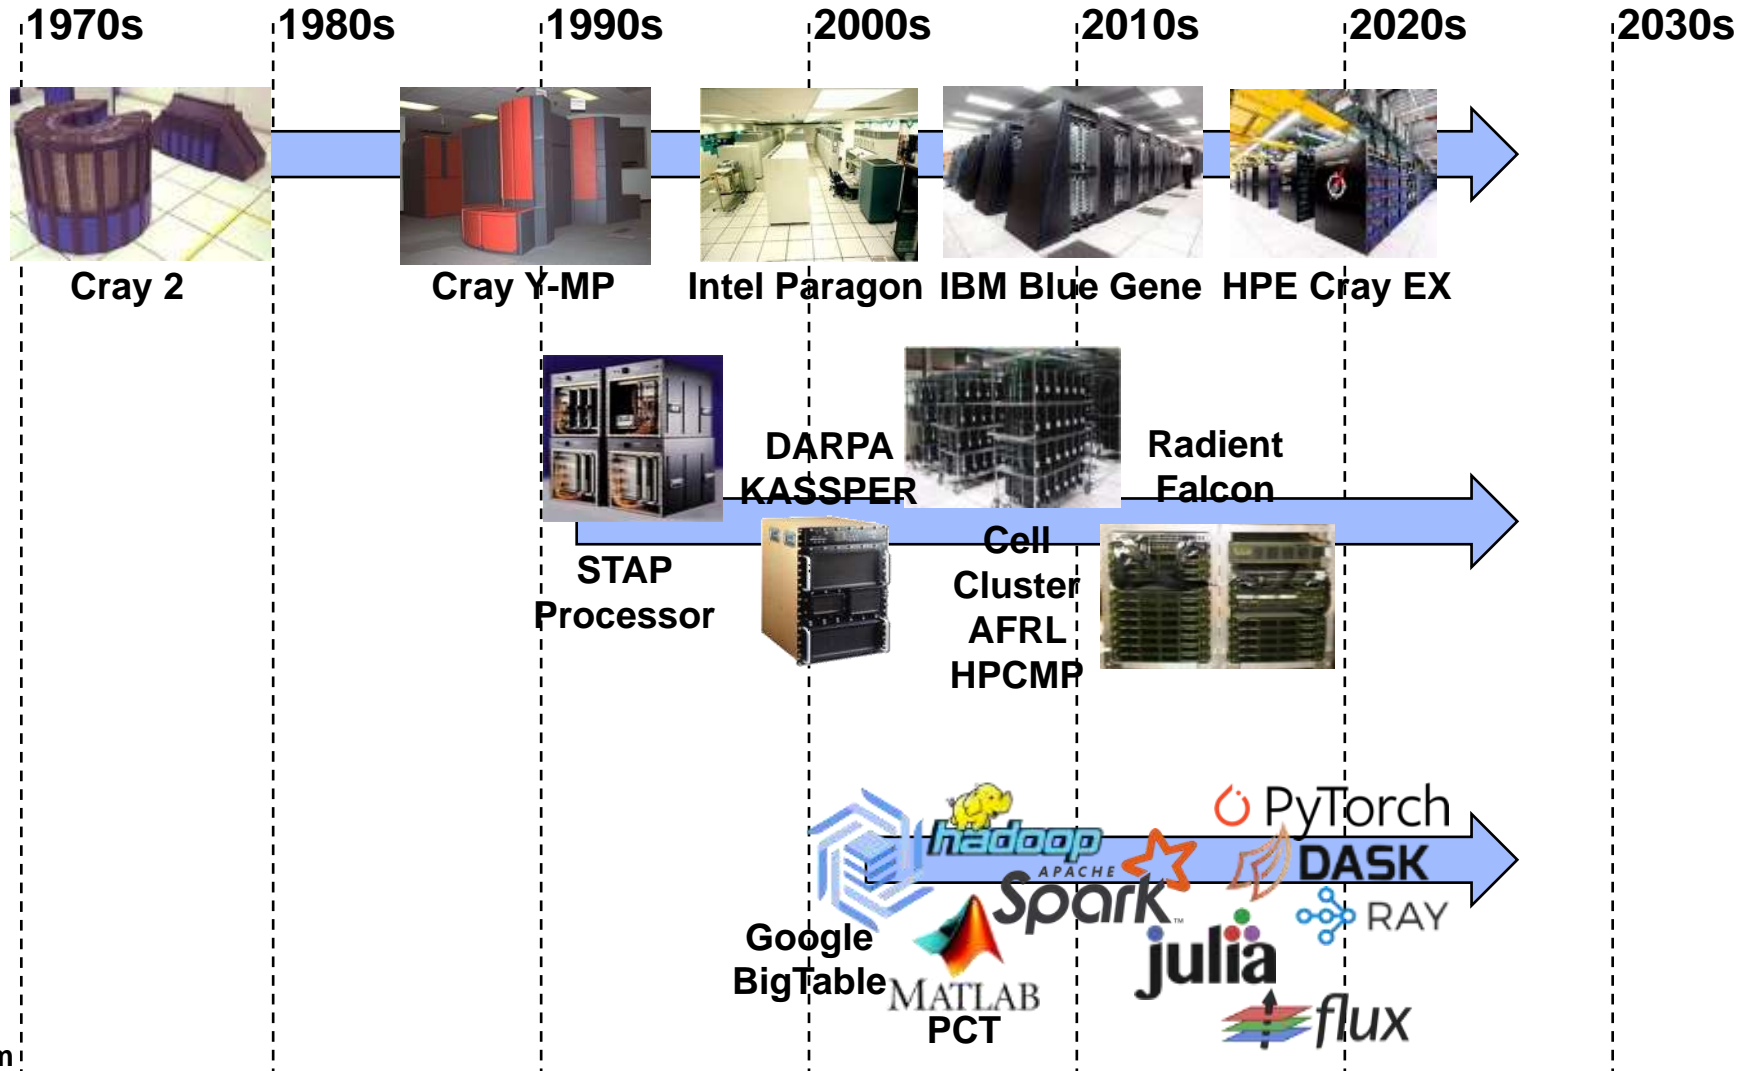 1970s
1980s
1990s
2000s
2010s
2020s
2030s
Cray 2
Cray Y-MP
Intel Paragon
IBM Blue Gene
HPE Cray EX
DARPA
KASSPER
Radient
Falcon
STAP
Processor
Cell
Cluster
AFRL
HPCMP
PyTorch
hadoop
DASK
APACHE
Spark™
RAY
Google
BigTable
julia
MATLAB
PCT
flux
m